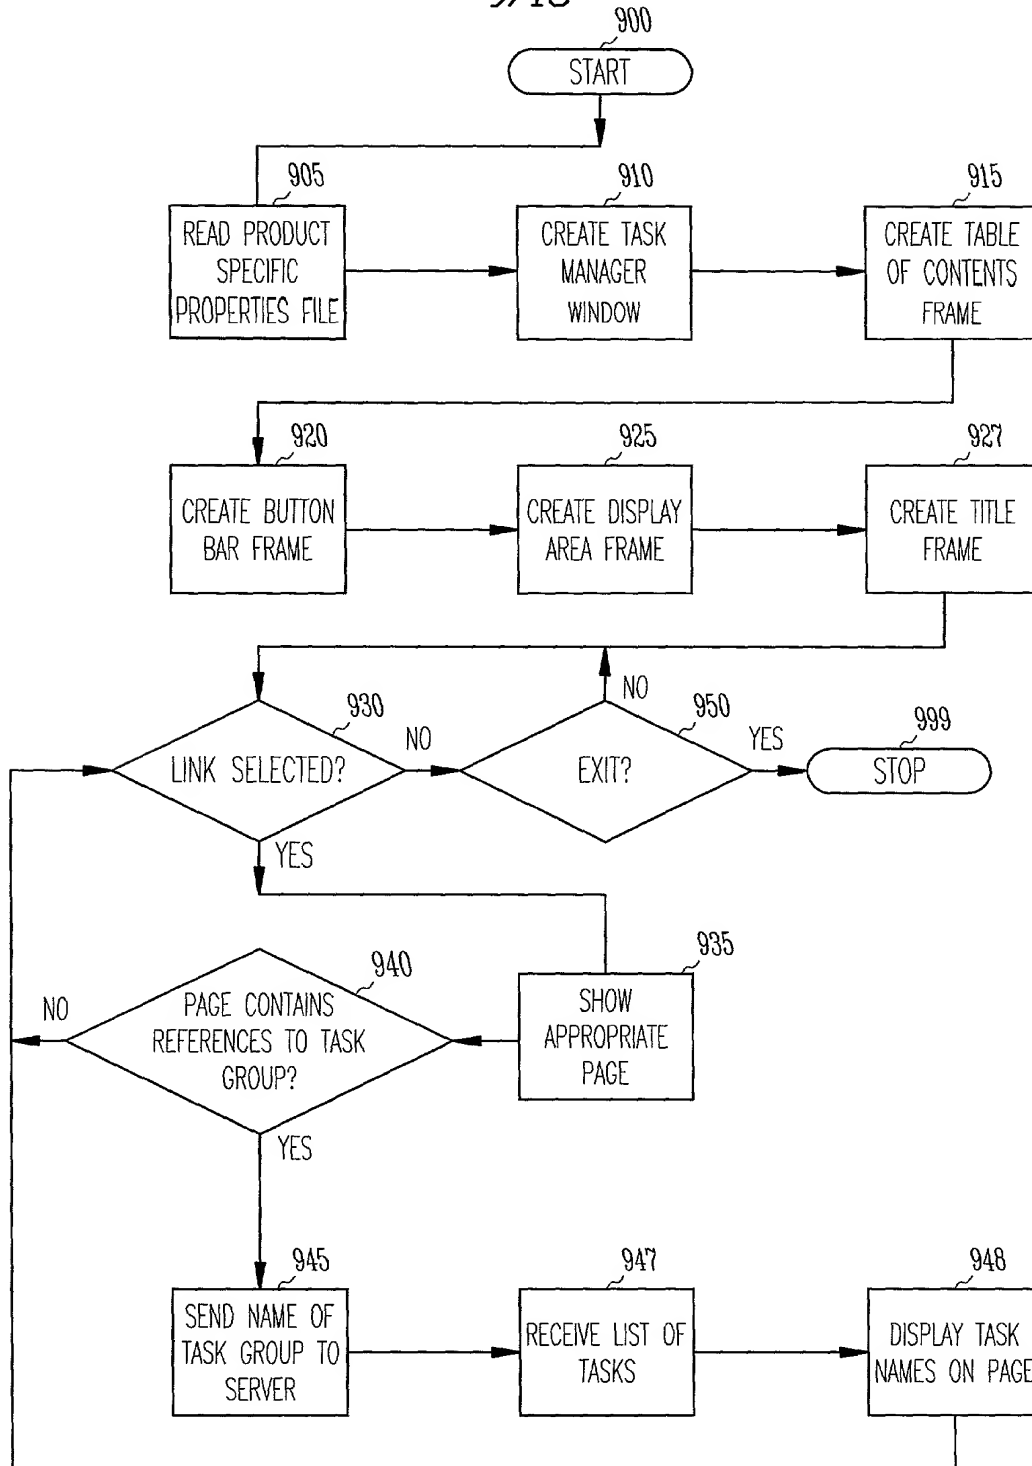 900
START
905
READ PRODUCT
SPECIFIC
PROPERTIES FILE
910
CREATE TASK
MANAGER
WINDOW
915
CREATE TABLE
OF CONTENTS
FRAME
920
CREATE BUTTON
BAR FRAME
925
CREATE DISPLAY
AREA FRAME
927
CREATE TITLE
FRAME
930
LINK SELECTED?
NO
YES
950
EXIT?
NO
YES
999
STOP
935
SHOW
APPROPRIATE
PAGE
940
PAGE CONTAINS
REFERENCES TO TASK
GROUP?
NO
YES
945
SEND NAME OF
TASK GROUP TO
SERVER
947
RECEIVE LIST OF
TASKS
948
DISPLAY TASK
NAMES ON PAGE